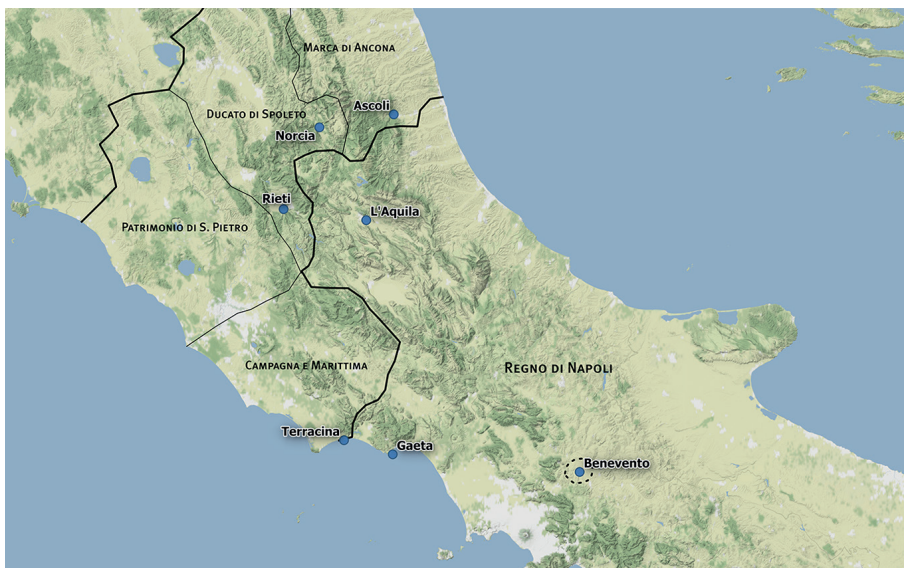 Marca di Ancona
Ascoli
Ducato di Spoleto
Norcia
Rieti
L'Aquila
Patrimonio di S. Pietro
Campagna e Marittima
Regno di Napoli
Terracina
Gaeta
Benevento